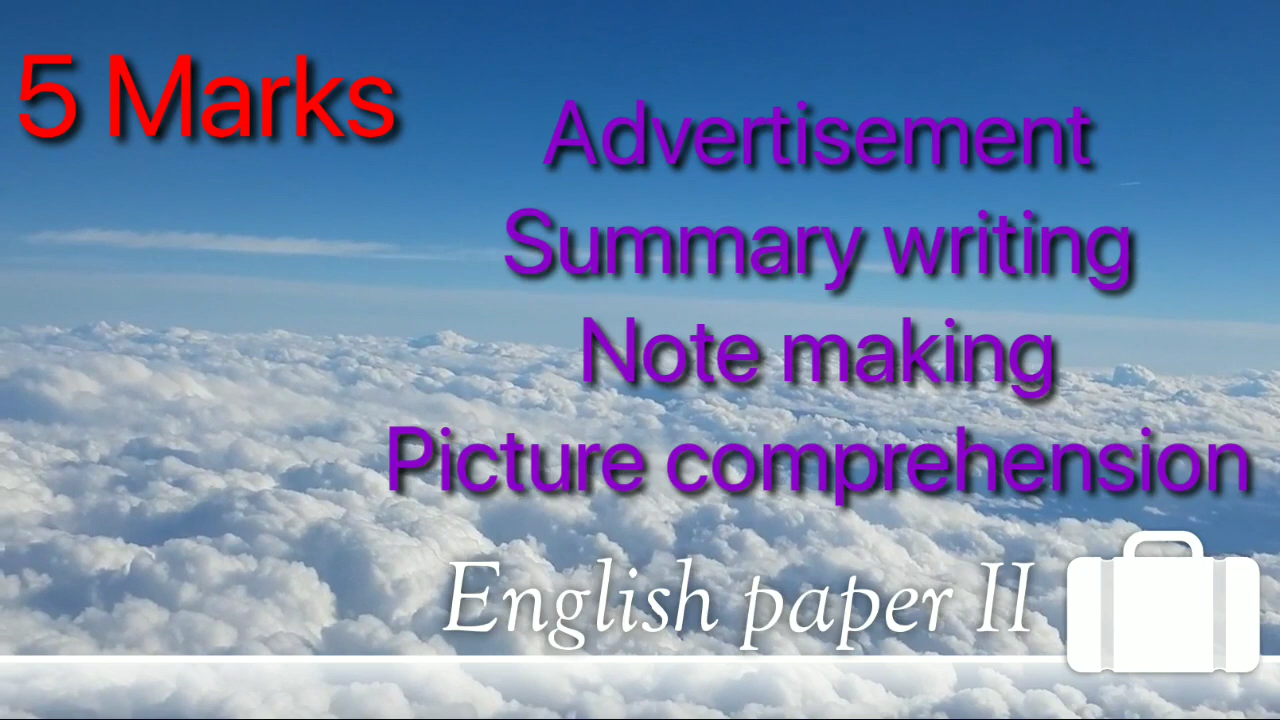 5 Marks
Advertisement
Summary writing
Note making
Picture comprehension
English paper II